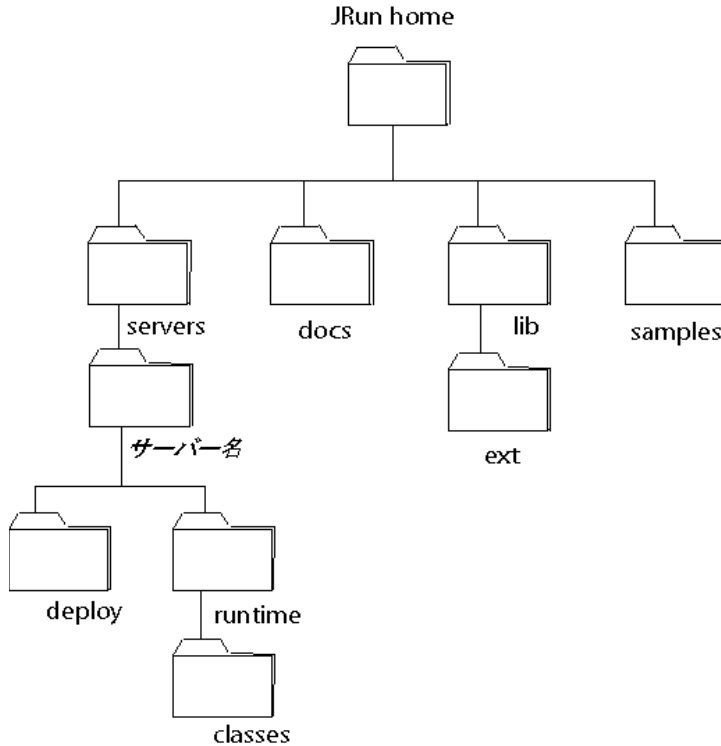 JRun home
servers
docs
lib
samples
サーバー名
ext
deploy
runtime
classes